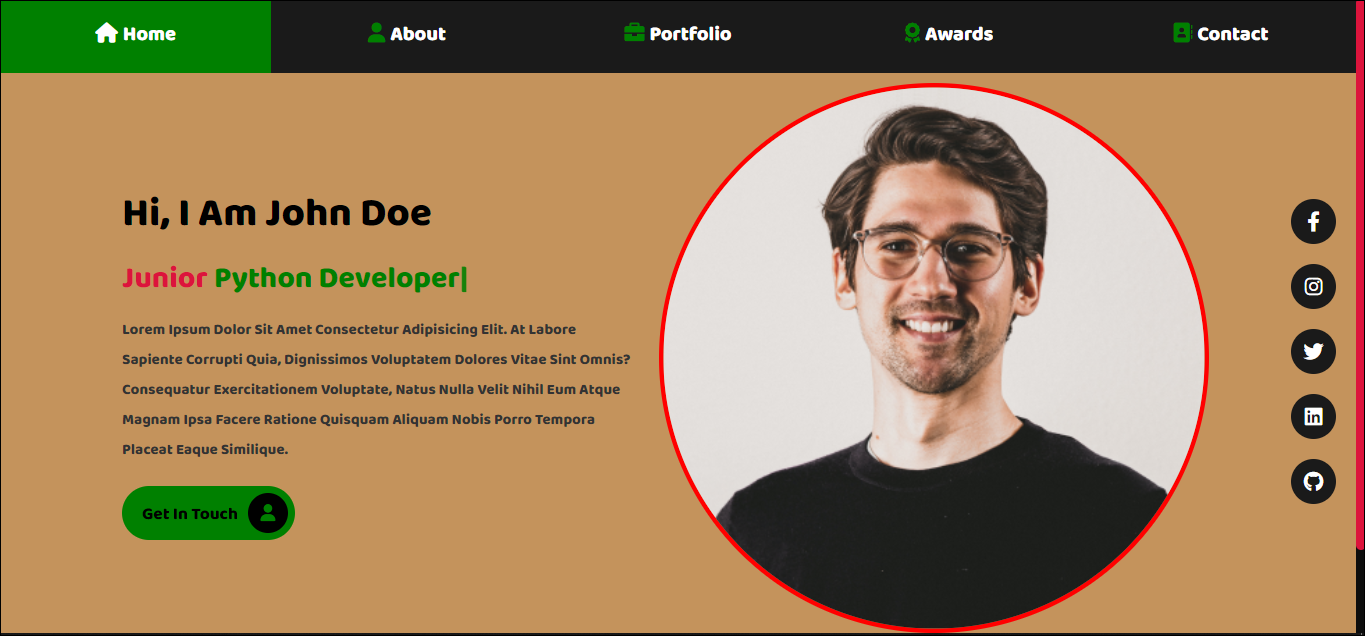 Home
About
Portfolio
Awards
Contact
Hi, I Am John Doe
Junior Python Developer|
Lorem Ipsum Dolor Sit Amet Consectetur Adipisicing Elit. At Labore
Sapiente Corrupti Quia, Dignissimos Voluptatem Dolores Vitae Sint Omnis?
Consequatur Exercitationem Voluptate, Natus Nulla Velit Nihil Eum Atque
Magnam Ipsa Facere Ratione Quisquam Aliquam Nobis Porro Tempora
Placeat Eaque Similique.
Get In Touch